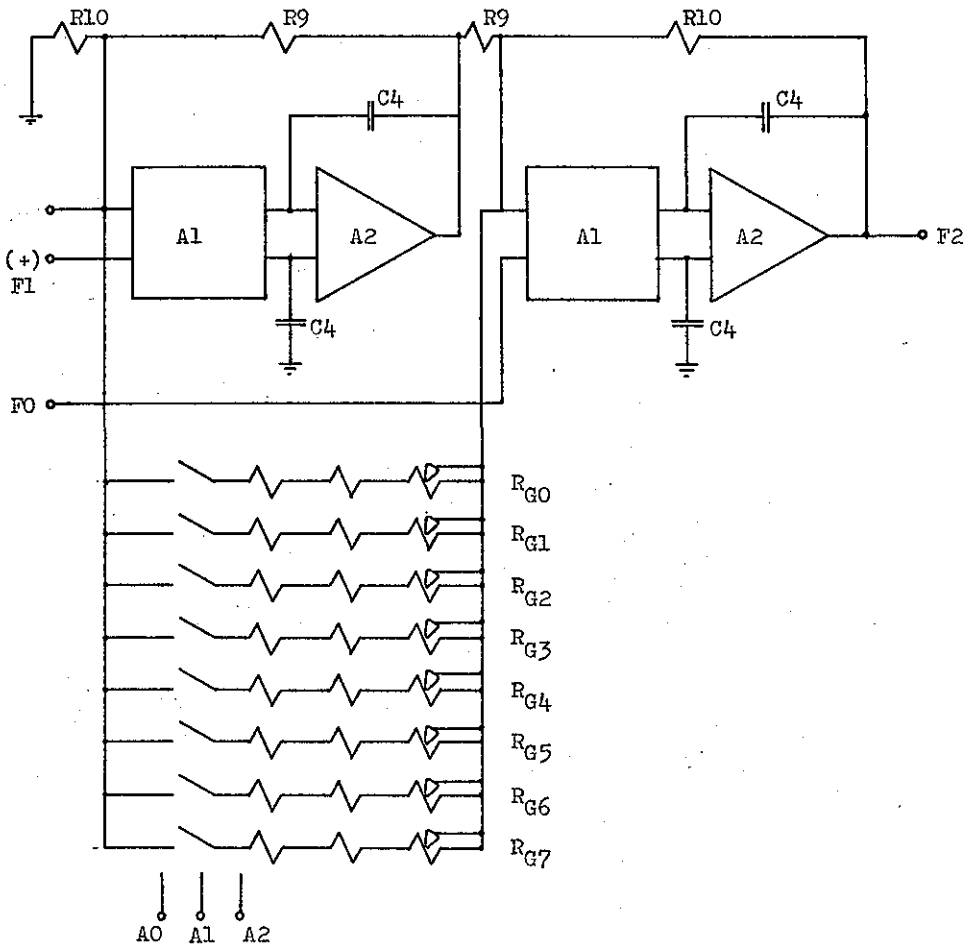 R10 R9 R9 R10
C4 C4
A1 A2 A1 A2 F2
(+)
F1
C4 C4
F0
RG0
RG1
RG2
RG3
RG4
RG5
RG6
RG7
A0 A1 A2